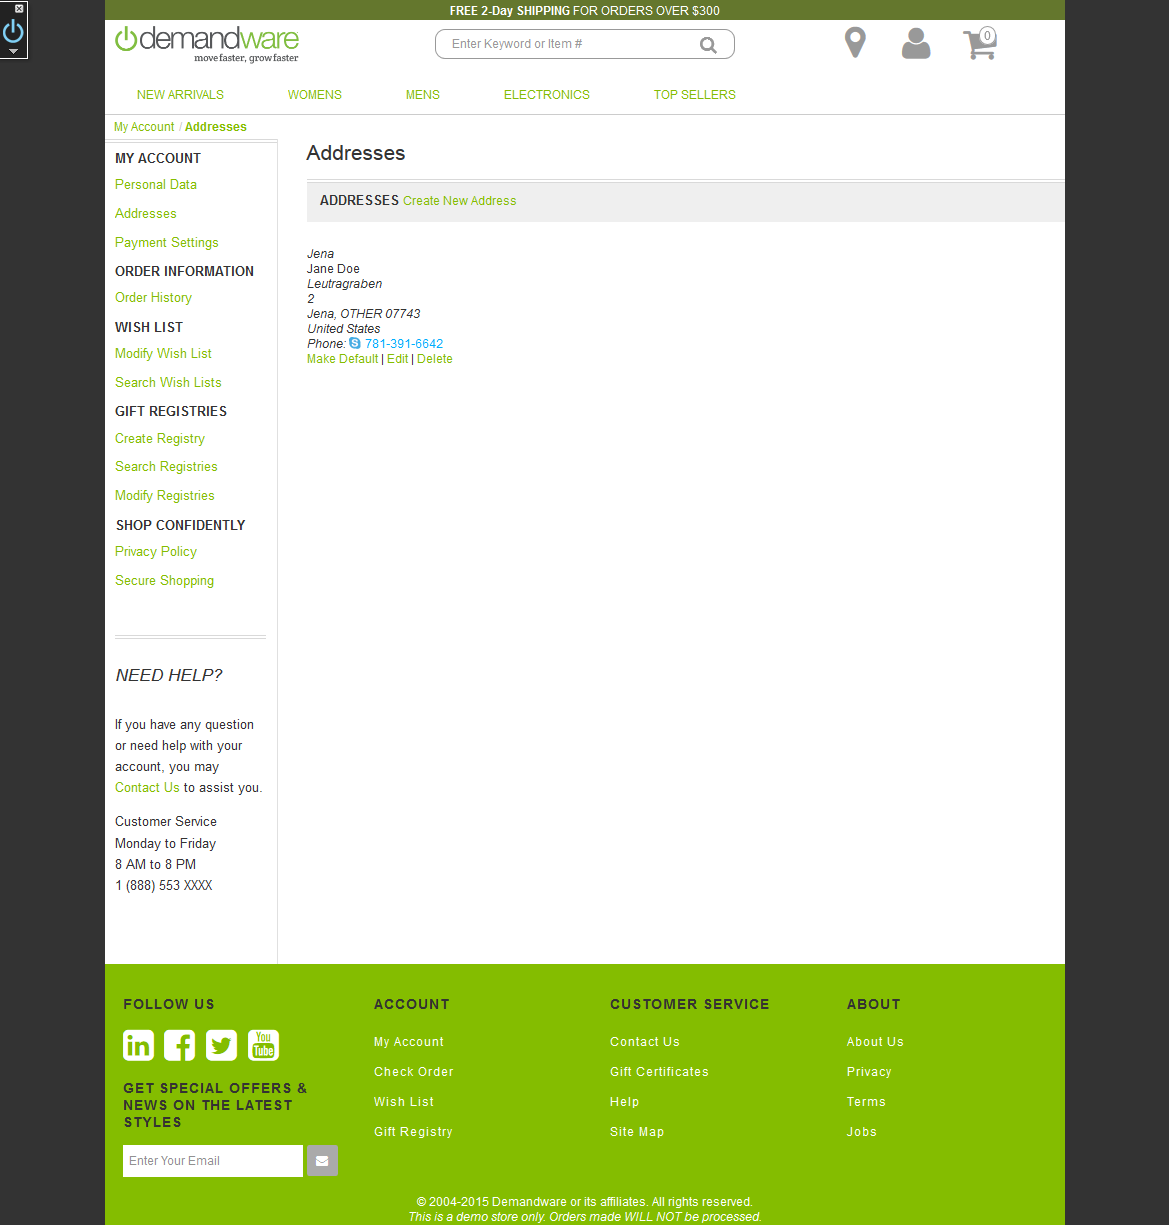 FREE 2-Day SHIPPING FOR ORDERS OVER $300
demandware
move faster, grow faster
Enter Keyword or Item #
0
NEW ARRIVALS WOMENS MENS ELECTRONICS TOP SELLERS
My Account / Addresses
MY ACCOUNT
Personal Data
Addresses
Payment Settings
ORDER INFORMATION
Order History
WISH LIST
Modify Wish List
Search Wish Lists
GIFT REGISTRIES
Create Registry
Search Registries
Modify Registries
SHOP CONFIDENTLY
Privacy Policy
Secure Shopping
NEED HELP?
If you have any question
or need help with your
account, you may
Contact Us to assist you.
Customer Service
Monday to Friday
8 AM to 8 PM
1 (888) 553 XXXX
Addresses
ADDRESSES Create New Address
Jena
Jane Doe
Leutragraben
2
Jena, OTHER 07743
United States
Phone: 781-391-6642
Make Default | Edit | Delete
FOLLOW US
in
You
Tube
GET SPECIAL OFFERS &
NEWS ON THE LATEST
STYLES
Enter Your Email
ACCOUNT
My Account
Check Order
Wish List
Gift Registry
CUSTOMER SERVICE
Contact Us
Gift Certificates
Help
Site Map
ABOUT
About Us
Privacy
Terms
Jobs
© 2004-2015 Demandware or its affiliates. All rights reserved.
This is a demo store only. Orders made WILL NOT be processed.